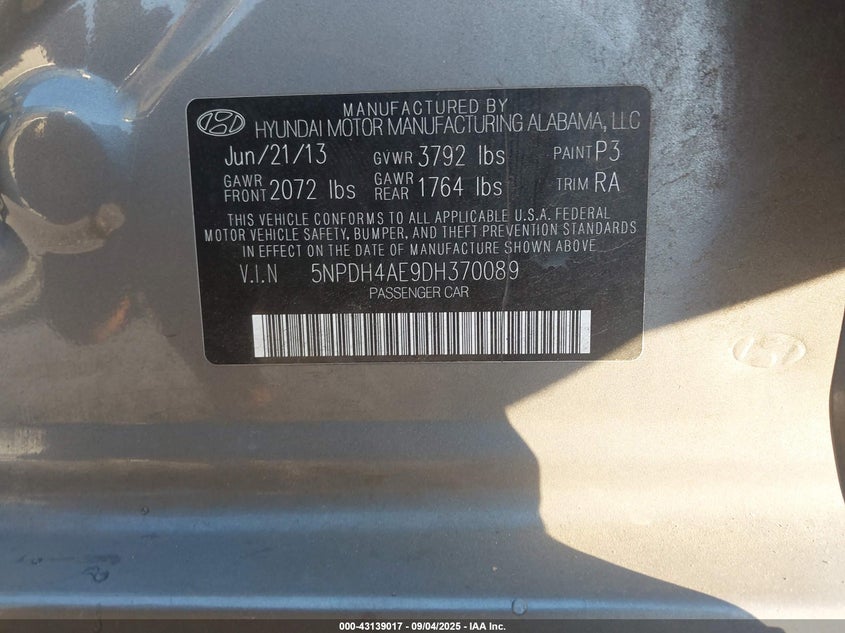 MANUFACTURED BY
HYUNDAI MOTOR MANUFACTURING ALABAMA, LLC
Jun/21/13 GVWR 3792 lbs PAINT P3
GAWR FRONT 2072 lbs GAWR REAR 1764 lbs TRIM RA
THIS VEHICLE CONFORMS TO ALL APPLICABLE U.S.A. FEDERAL
MOTOR VEHICLE SAFETY, BUMPER, AND THEFT PREVENTION STANDARDS
IN EFFECT ON THE DATE OF MANUFACTURE SHOWN ABOVE.
V.I.N 5NPDH4AE9DH370089
PASSENGER CAR
000-43139017 - 09/04/2025 - IAA Inc.